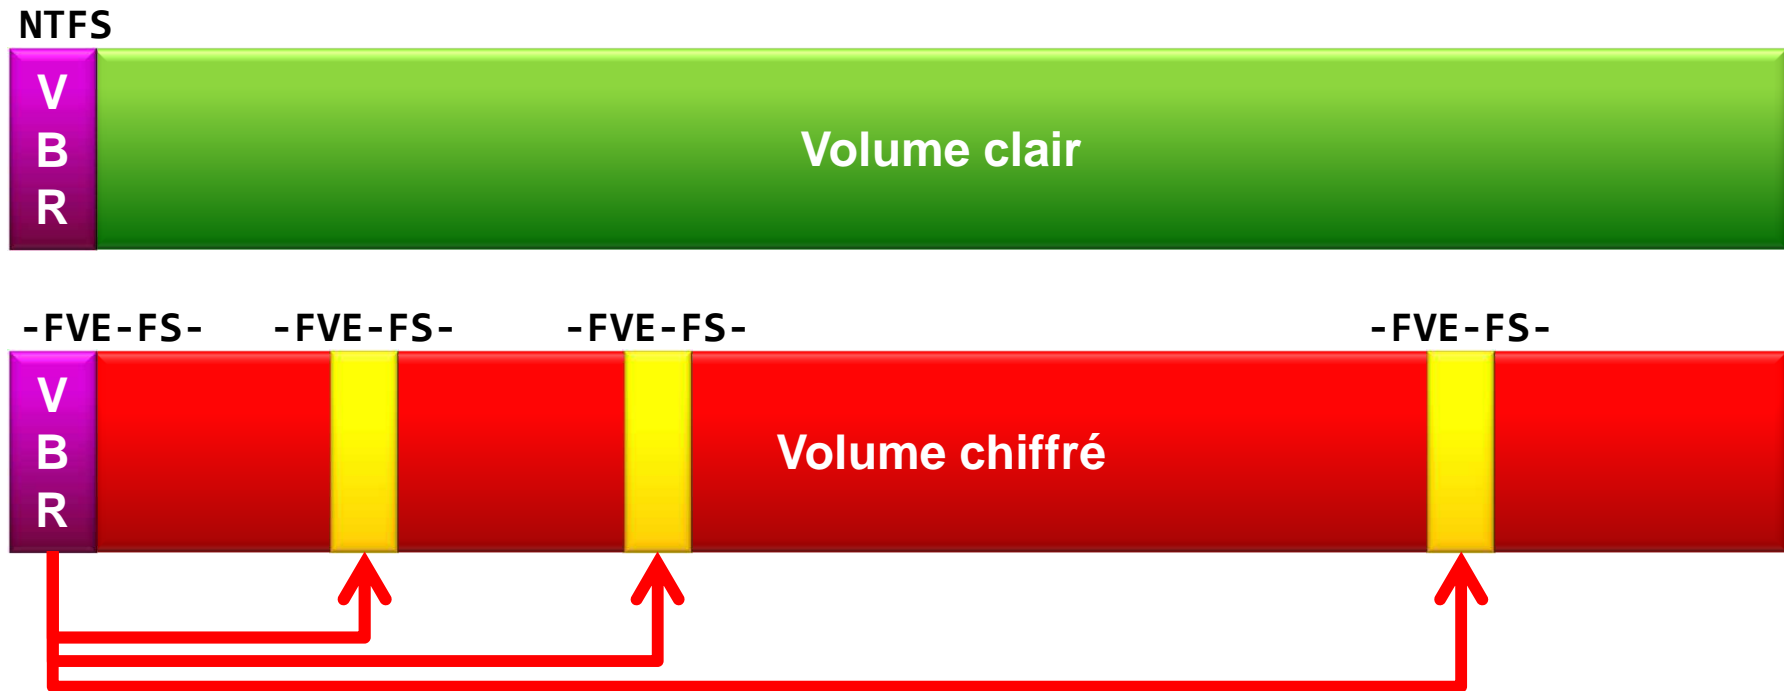 NTFS
V
B
R
Volume clair
-FVE-FS- -FVE-FS- -FVE-FS- -FVE-FS-
V
B
R
Volume chiffré